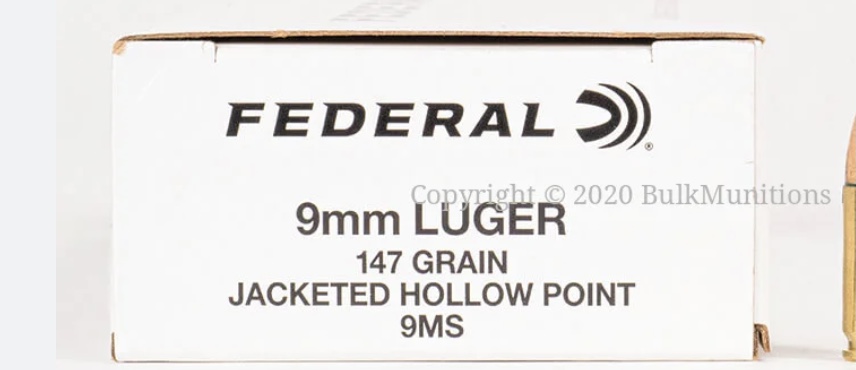 FEDERAL
Copyright © 2020 BulkMunitions
9mm LUGER
147 GRAIN
JACKETED HOLLOW POINT
9MS